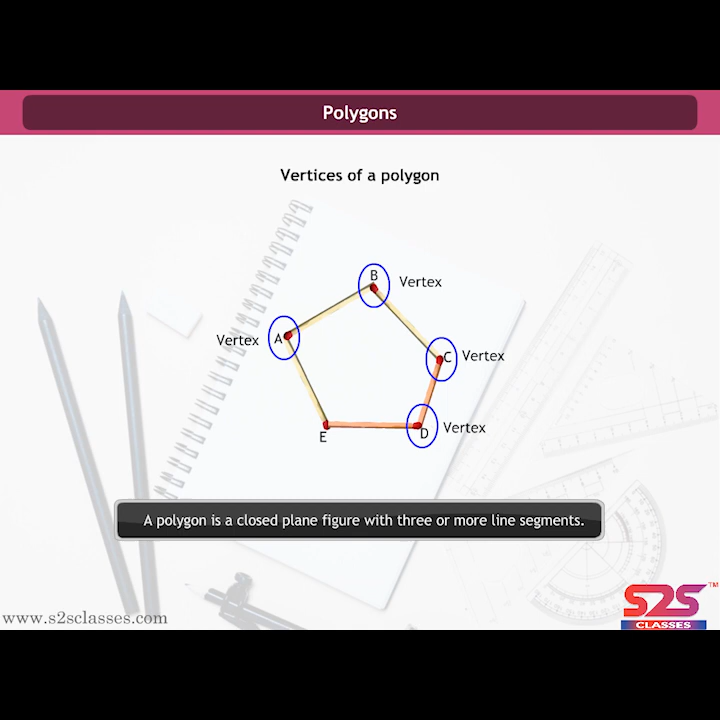 Polygons
Vertices of a polygon
B
Vertex
Vertex
A
C
Vertex
E
D
Vertex
A polygon is a closed plane figure with three or more line segments.
www.s2sclasses.com
S2S™
CLASSES